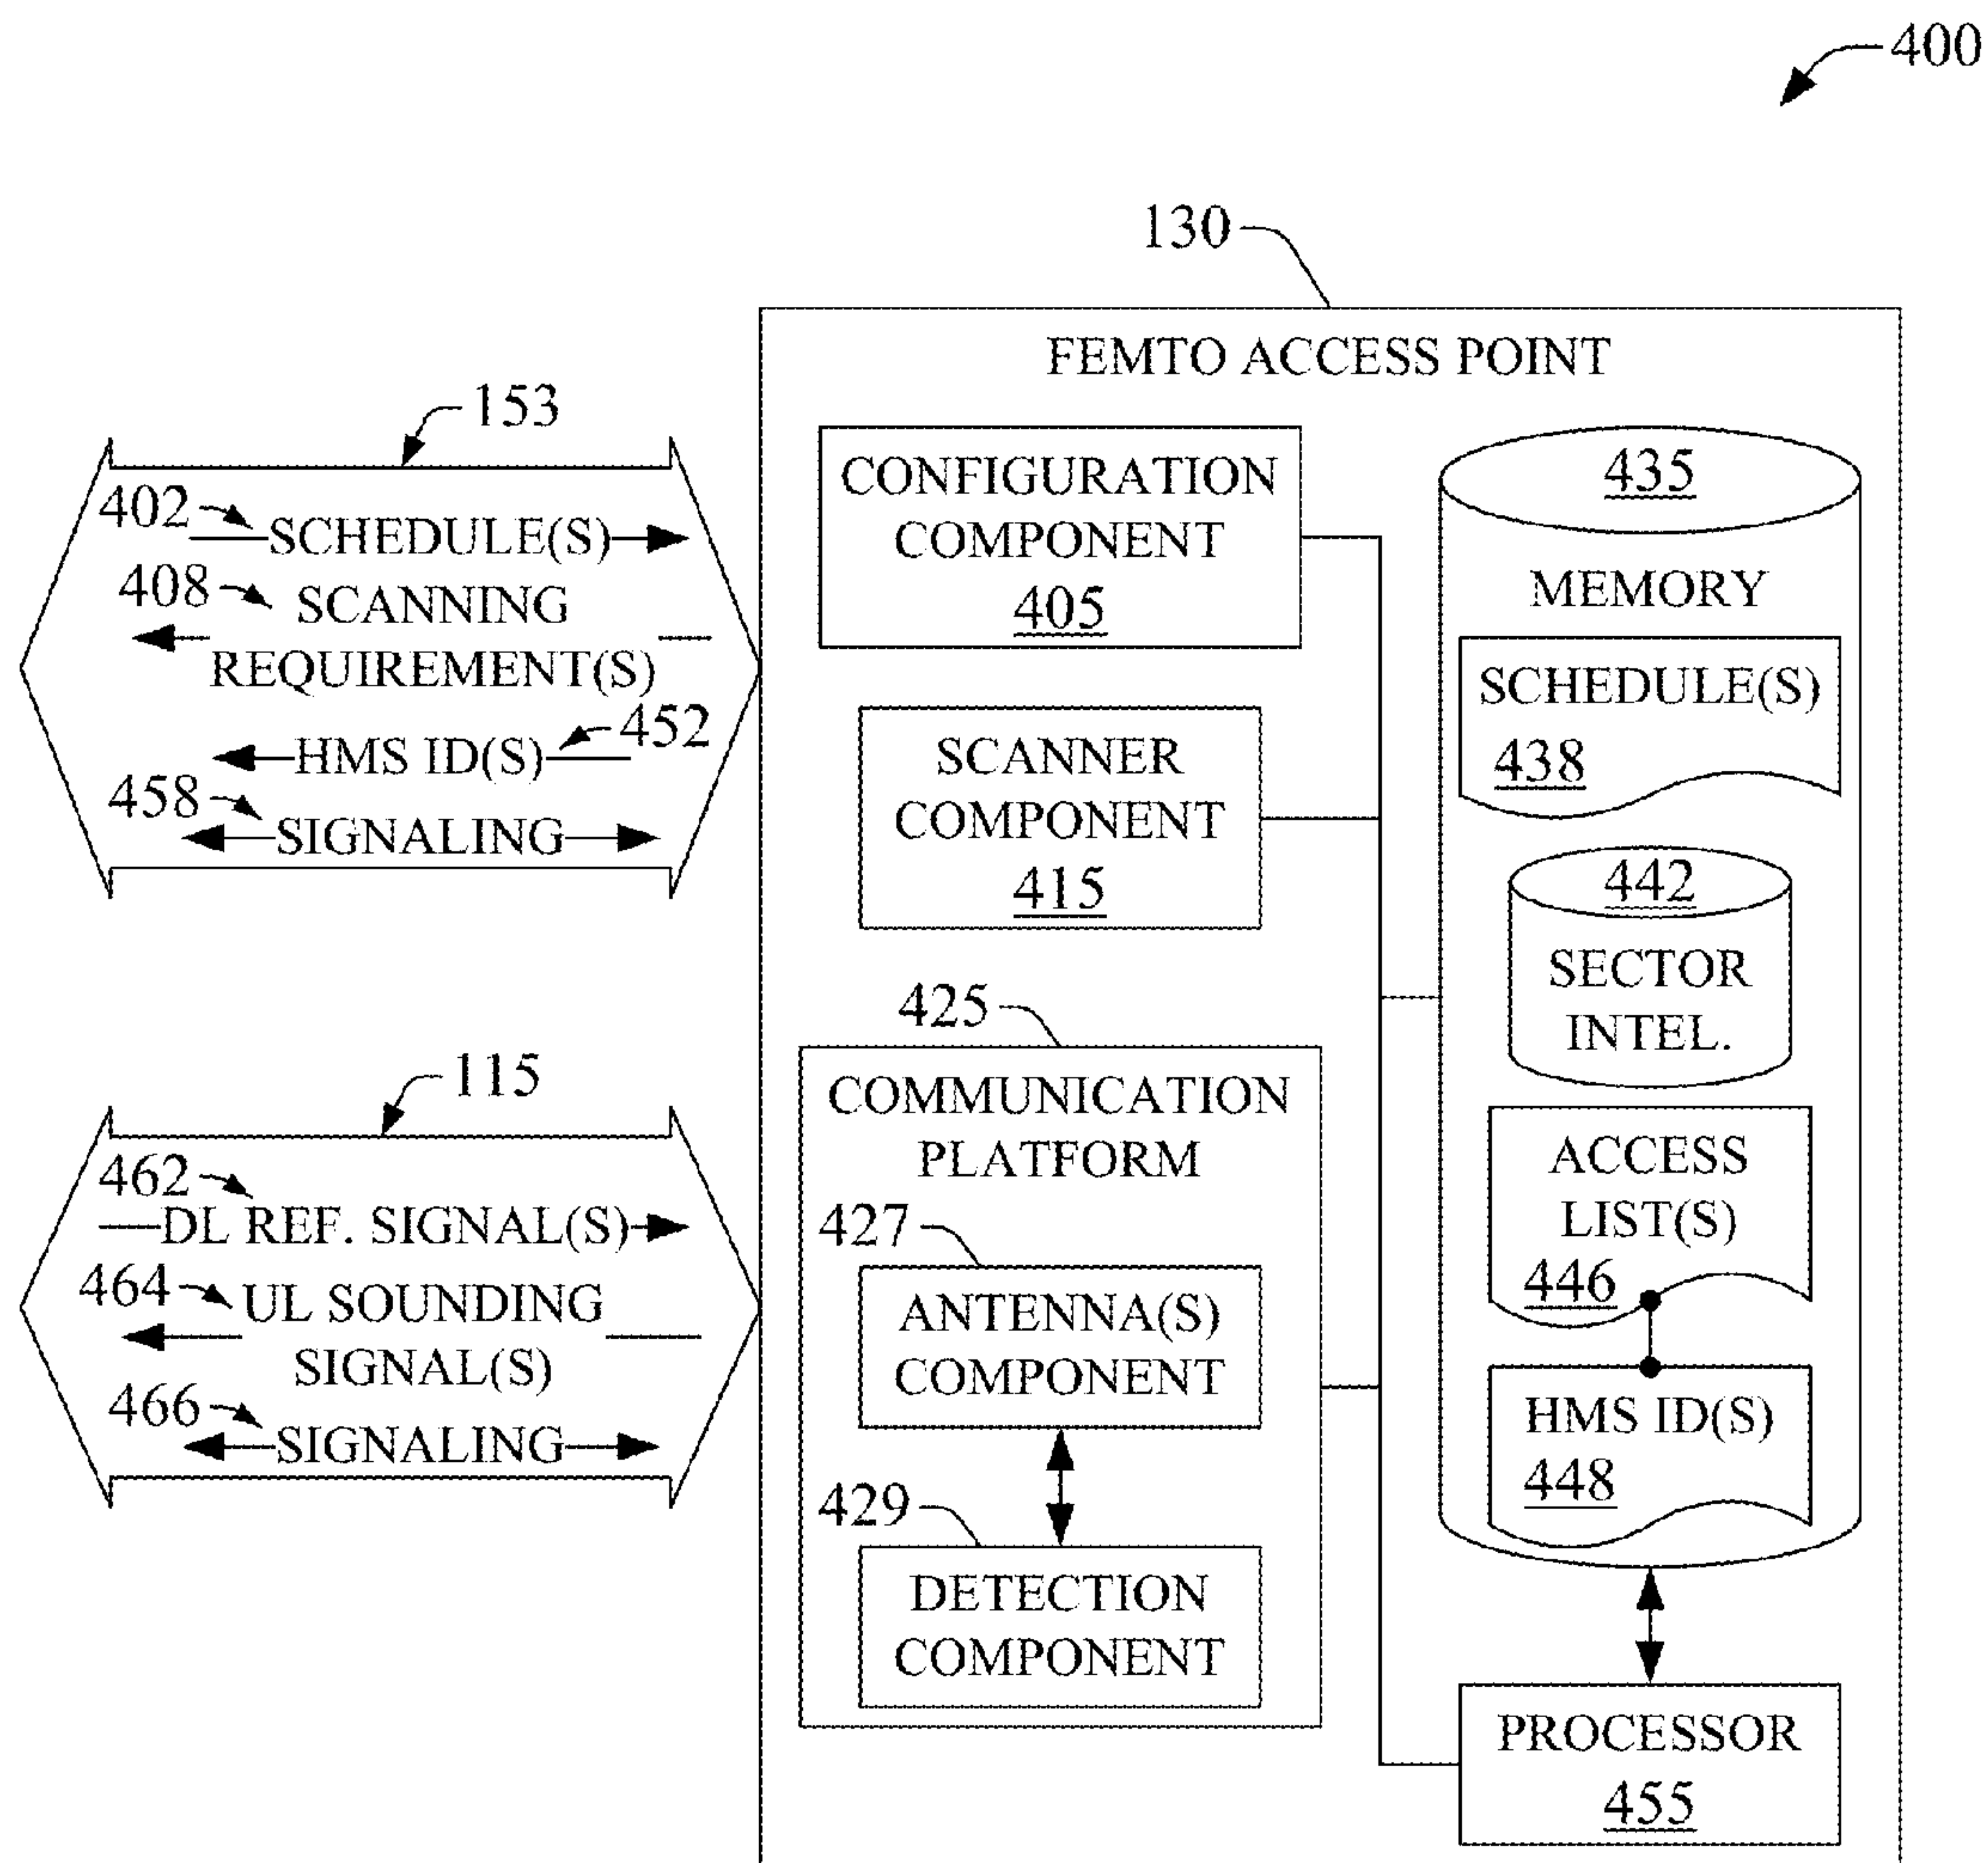 400
130
FEMTO ACCESS POINT
153
402
SCHEDULE(S)
408
SCANNING
REQUIREMENT(S)
452
HMS ID(S)
458
SIGNALING
115
462
DL REF. SIGNAL(S)
464
UL SOUNDING
SIGNAL(S)
466
SIGNALING
CONFIGURATION
COMPONENT
405
SCANNER
COMPONENT
415
425
COMMUNICATION
PLATFORM
427
ANTENNA(S)
COMPONENT
429
DETECTION
COMPONENT
435
MEMORY
SCHEDULE(S)
438
442
SECTOR
INTEL.
ACCESS
LIST(S)
446
HMS ID(S)
448
PROCESSOR
455